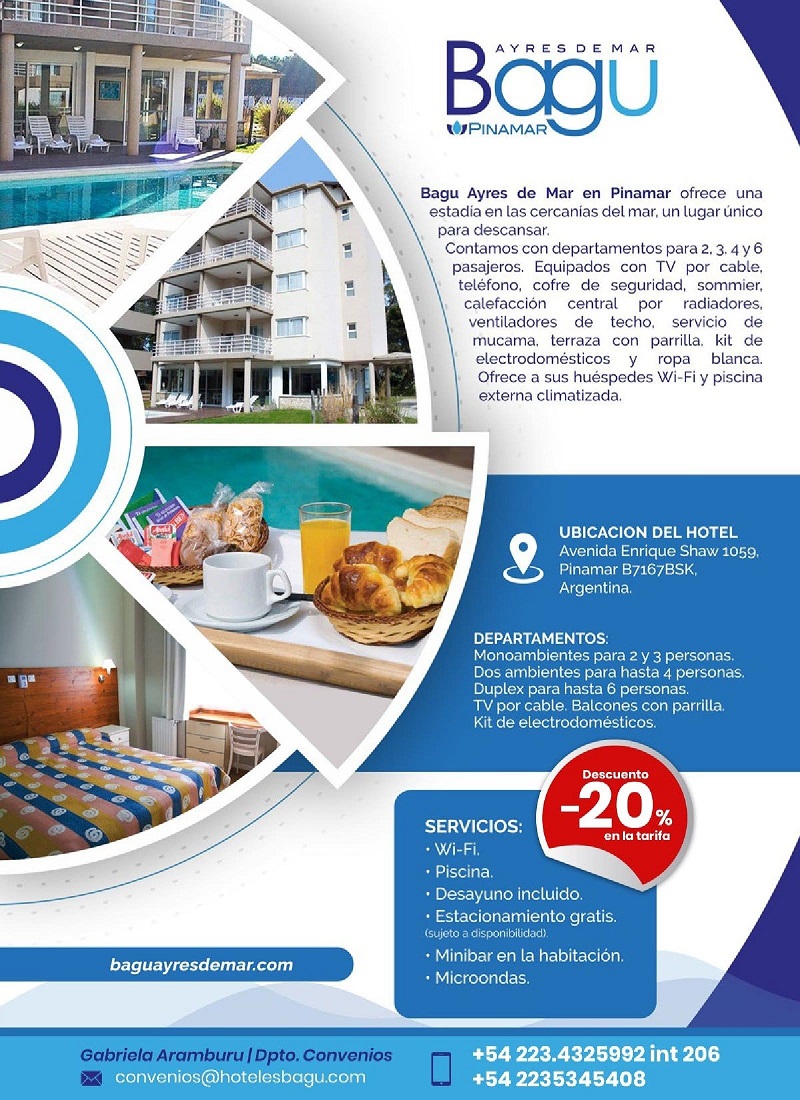 AYRES DE MAR
Bagu
PINAMAR
Bagu Ayres de Mar en Pinamar ofrece una
estadía en las cercanías del mar, un lugar único
para descansar.
Contamos con departamentos para 2, 3, 4 y 6
pasajeros. Equipados con TV por cable,
teléfono, cofre de seguridad, sommier,
calefacción central por radiadores,
ventiladores de techo, servicio de
mucama, terraza con parrilla, kit de
electrodomésticos y ropa blanca.
Ofrece a sus huéspedes Wi-Fi y piscina
externa climatizada.
UBICACION DEL HOTEL
Avenida Enrique Shaw 1059,
Pinamar B7167BSK,
Argentina.
DEPARTAMENTOS:
Monoambientes para 2 y 3 personas.
Dos ambientes para hasta 4 personas.
Duplex para hasta 6 personas.
TV por cable. Balcones con parrilla.
Kit de electrodomésticos.
Descuento
-20%
en la tarifa
SERVICIOS:
• Wi-Fi.
• Piscina.
• Desayuno incluido.
• Estacionamiento gratis.
(sujeto a disponibilidad).
• Minibar en la habitación.
• Microondas.
baguayresdemar.com
Gabriela Aramburu | Dpto. Convenios
convenios@hotelesbagu.com
+54 223.4325992 int 206
+54 2235345408